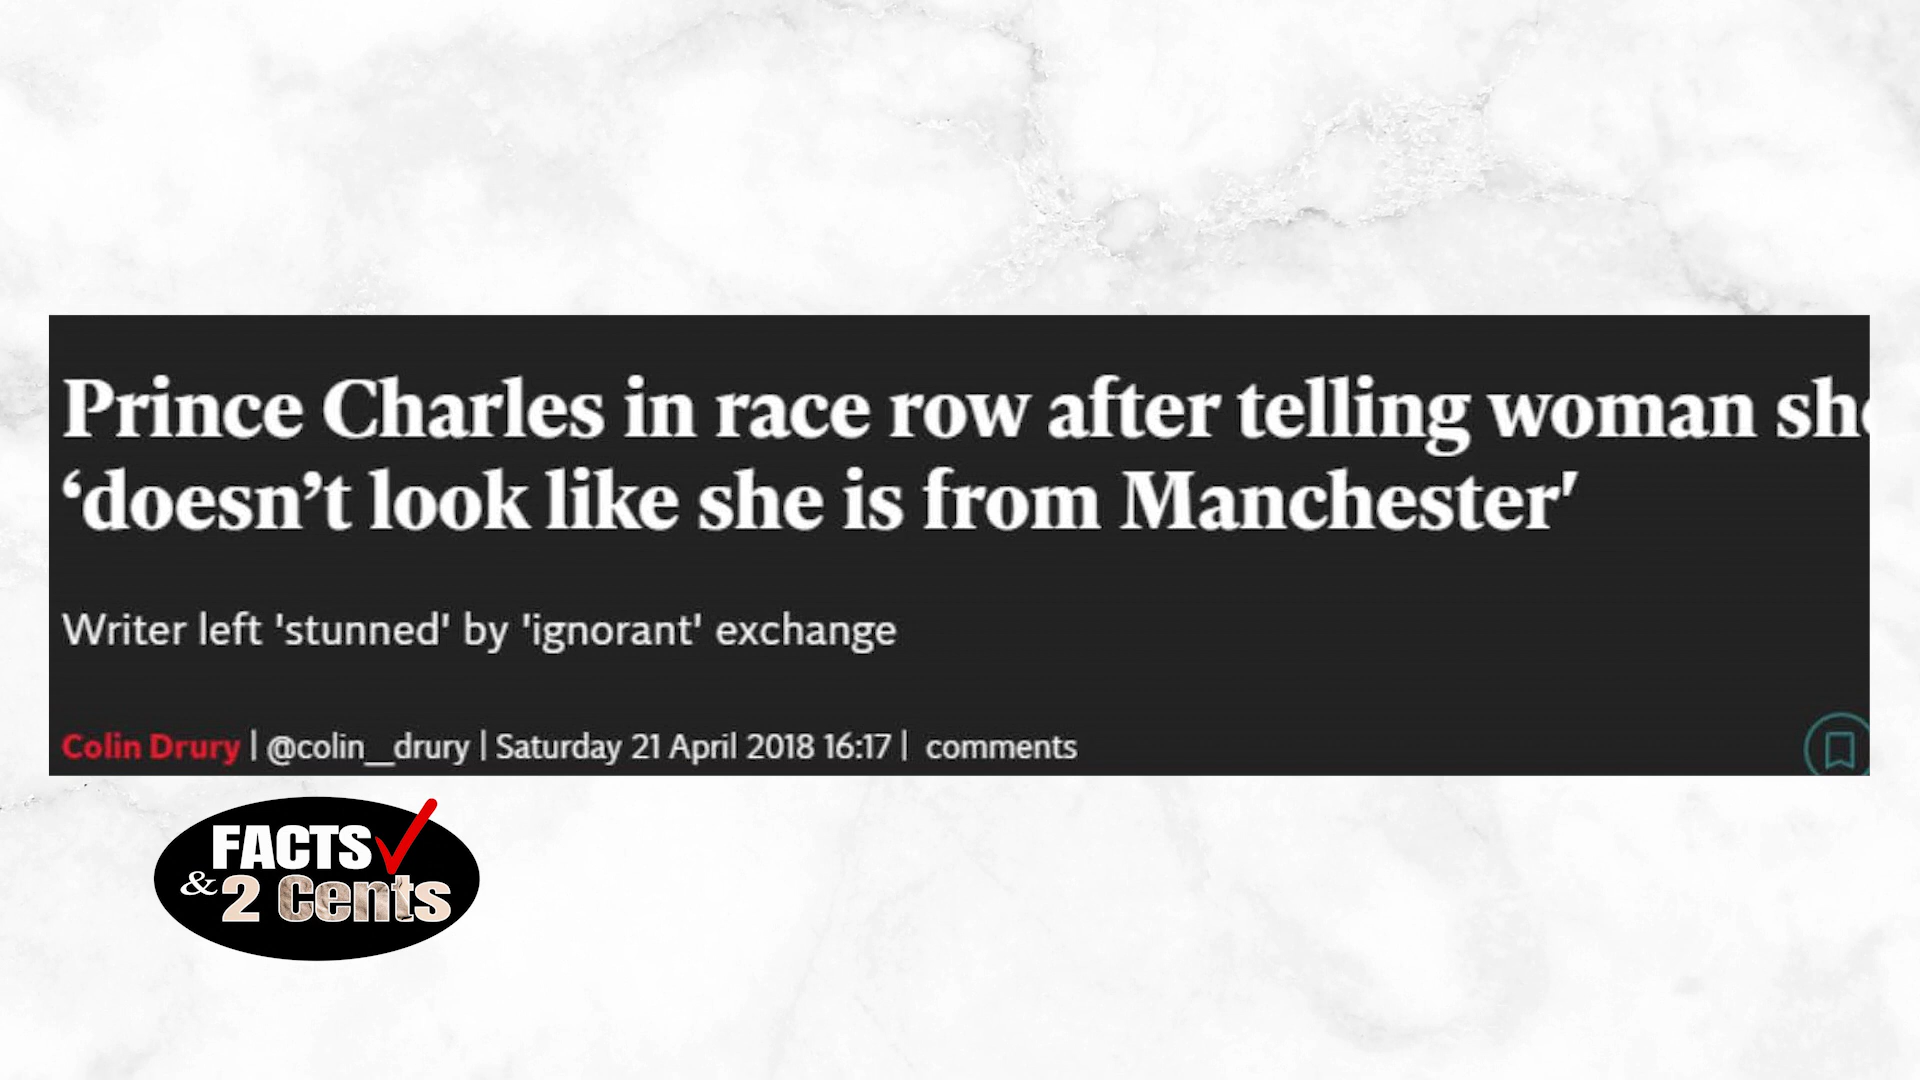 Prince Charles in race row after telling woman she
‘doesn’t look like she is from Manchester'
Writer left 'stunned' by 'ignorant' exchange
Colin Drury | @colin__drury | Saturday 21 April 2018 16:17 | comments
FACTS
& 2 Cents